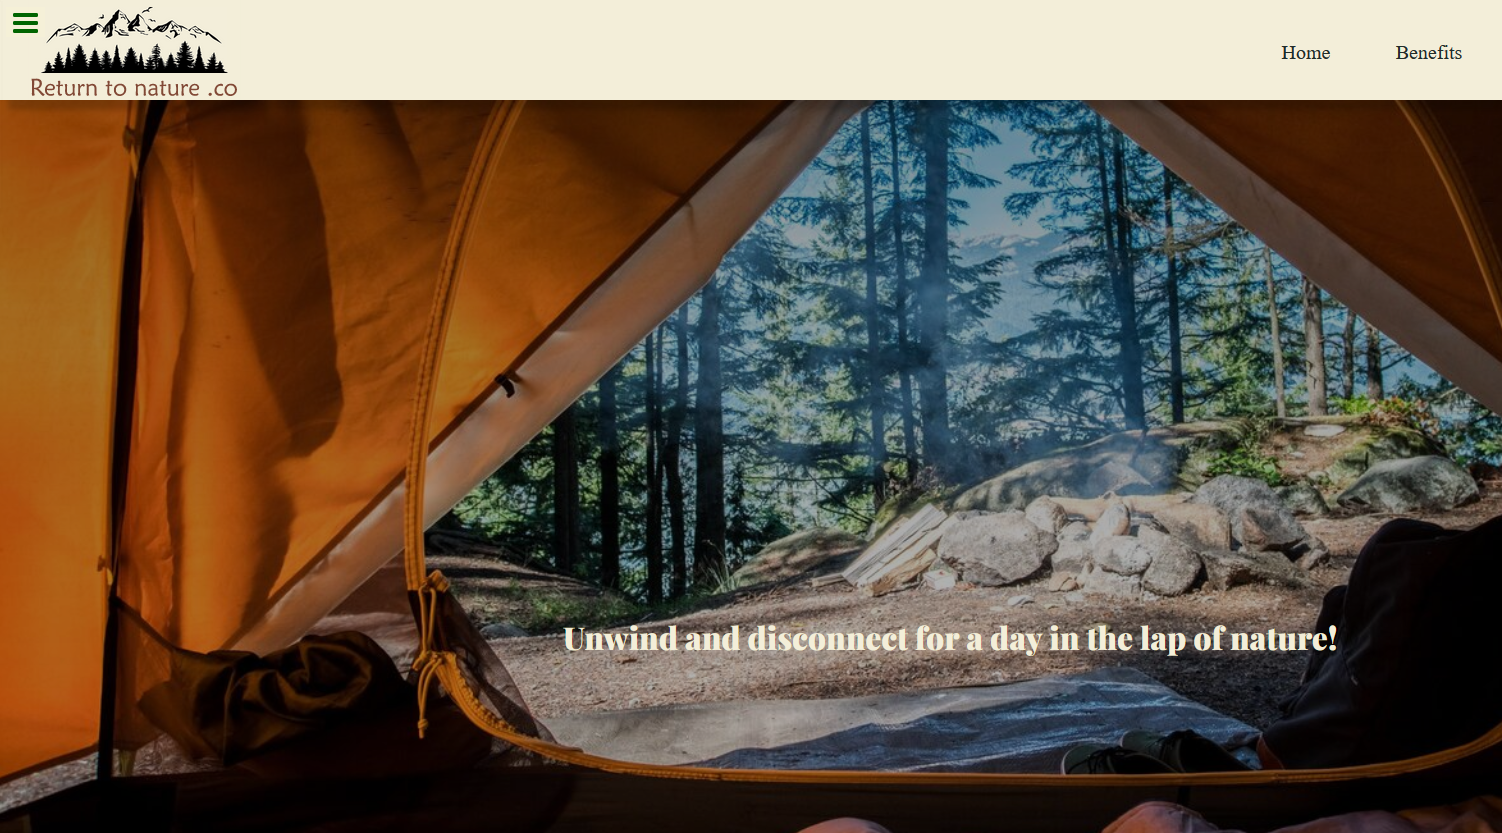 Return to nature .co
Home
Benefits
Unwind and disconnect for a day in the lap of nature!